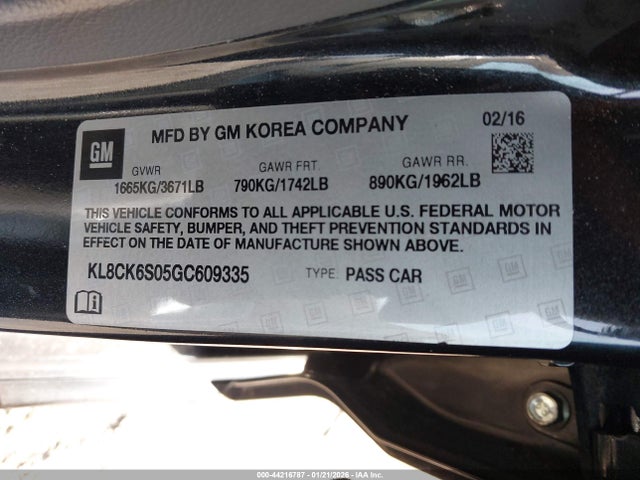 GM
MFD BY GM KOREA COMPANY
02/16
GVWR
GAWR FRT.
GAWR RR.
1665KG/3671LB
790KG/1742LB
890KG/1962LB
THIS VEHICLE CONFORMS TO ALL APPLICABLE U.S. FEDERAL MOTOR
VEHICLE SAFETY, BUMPER, AND THEFT PREVENTION STANDARDS IN
EFFECT ON THE DATE OF MANUFACTURE SHOWN ABOVE.
KL8CK6S05GC609335
TYPE: PASS CAR
000-44216787 - 01/21/2026 - IAA Inc.